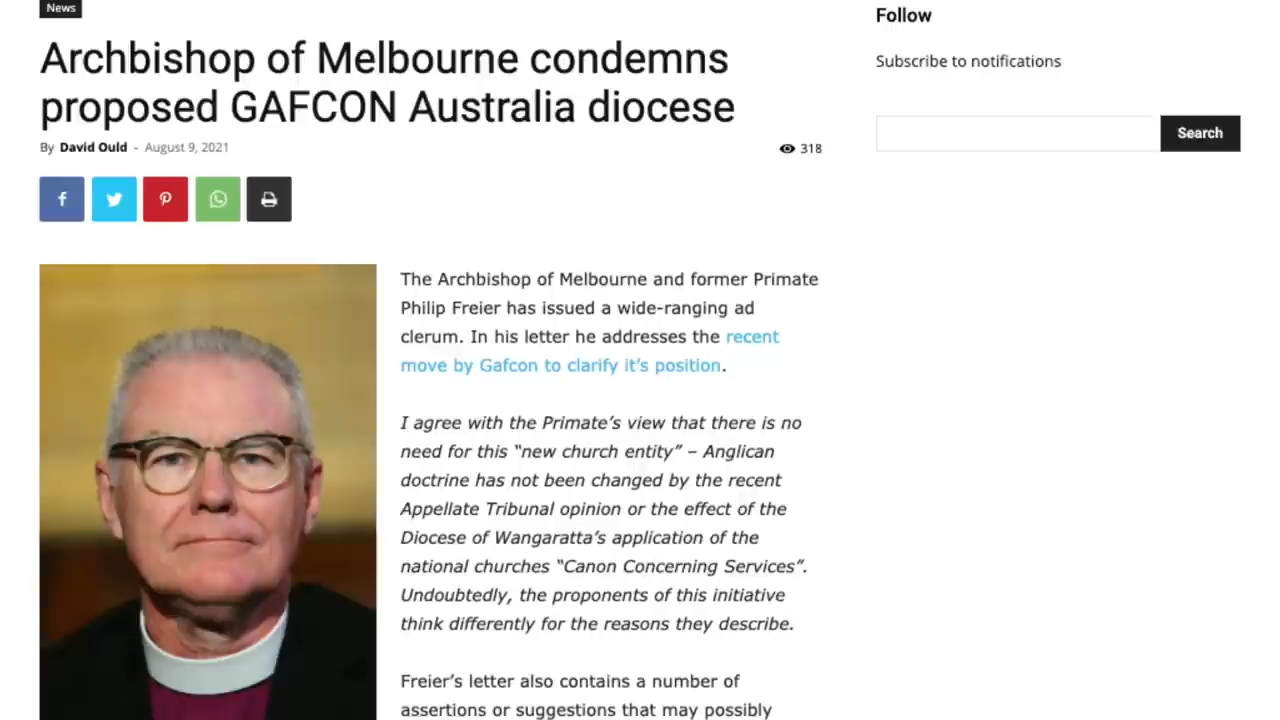 News
Archbishop of Melbourne condemns
proposed GAFCON Australia diocese
By David Ould - August 9, 2021
318
The Archbishop of Melbourne and former Primate
Philip Freier has issued a wide-ranging ad
clerum. In his letter he addresses the recent
move by Gafcon to clarify it's position.
I agree with the Primate's view that there is no
need for this "new church entity" – Anglican
doctrine has not been changed by the recent
Appellate Tribunal opinion or the effect of the
Diocese of Wangaratta's application of the
national churches "Canon Concerning Services".
Undoubtedly, the proponents of this initiative
think differently for the reasons they describe.
Freier's letter also contains a number of
assertions or suggestions that may possibly
Follow
Subscribe to notifications
Search